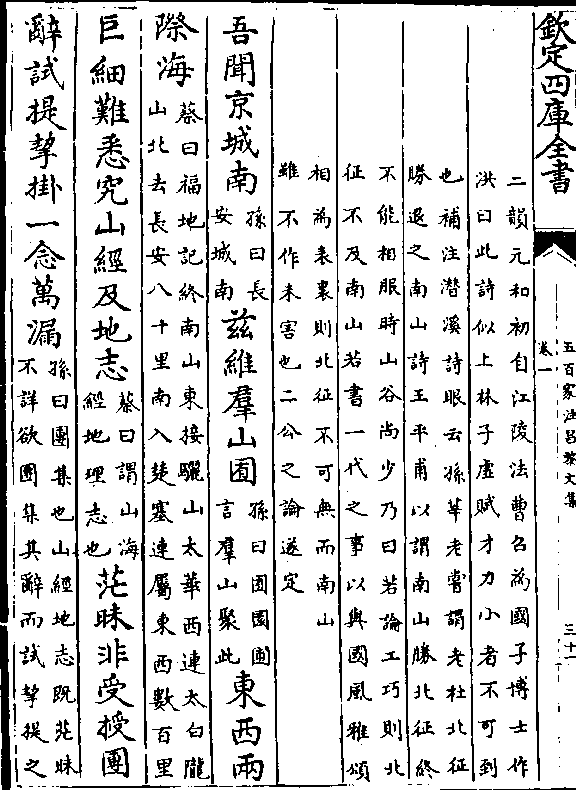 欽定四庫全書
五百家注昌黎文集
卷一
三十一
二韻元和初自江陵法曹召為國子博士作
洪曰此詩似上林子虛賦才力小者不可到
也補注潛溪詩眼云孫莘老嘗謂老杜北征
勝退之南山詩王平甫以謂南山勝北征終
不能相服時山谷尚少乃曰若論工巧則北
征不及南山若書一代之事以與國風雅頌
相為表裏則北征不可無而南山
雖不作未害也二公之論遂定
吾聞京城南孫曰長安城南茲維羣山囿孫曰囿園囿言羣山聚此東西兩
際海蔡曰福地記終南山東接驪山太華西連太白隴山北去長安八十里南入楚塞連屬東西數百里
巨細難悉究山經及地志蔡曰謂山海經地理志也茫昧非受授團
辭試提挈掛一念萬漏孫曰團集也山經地志既茫昧不詳欲團集其辭而試挈提之